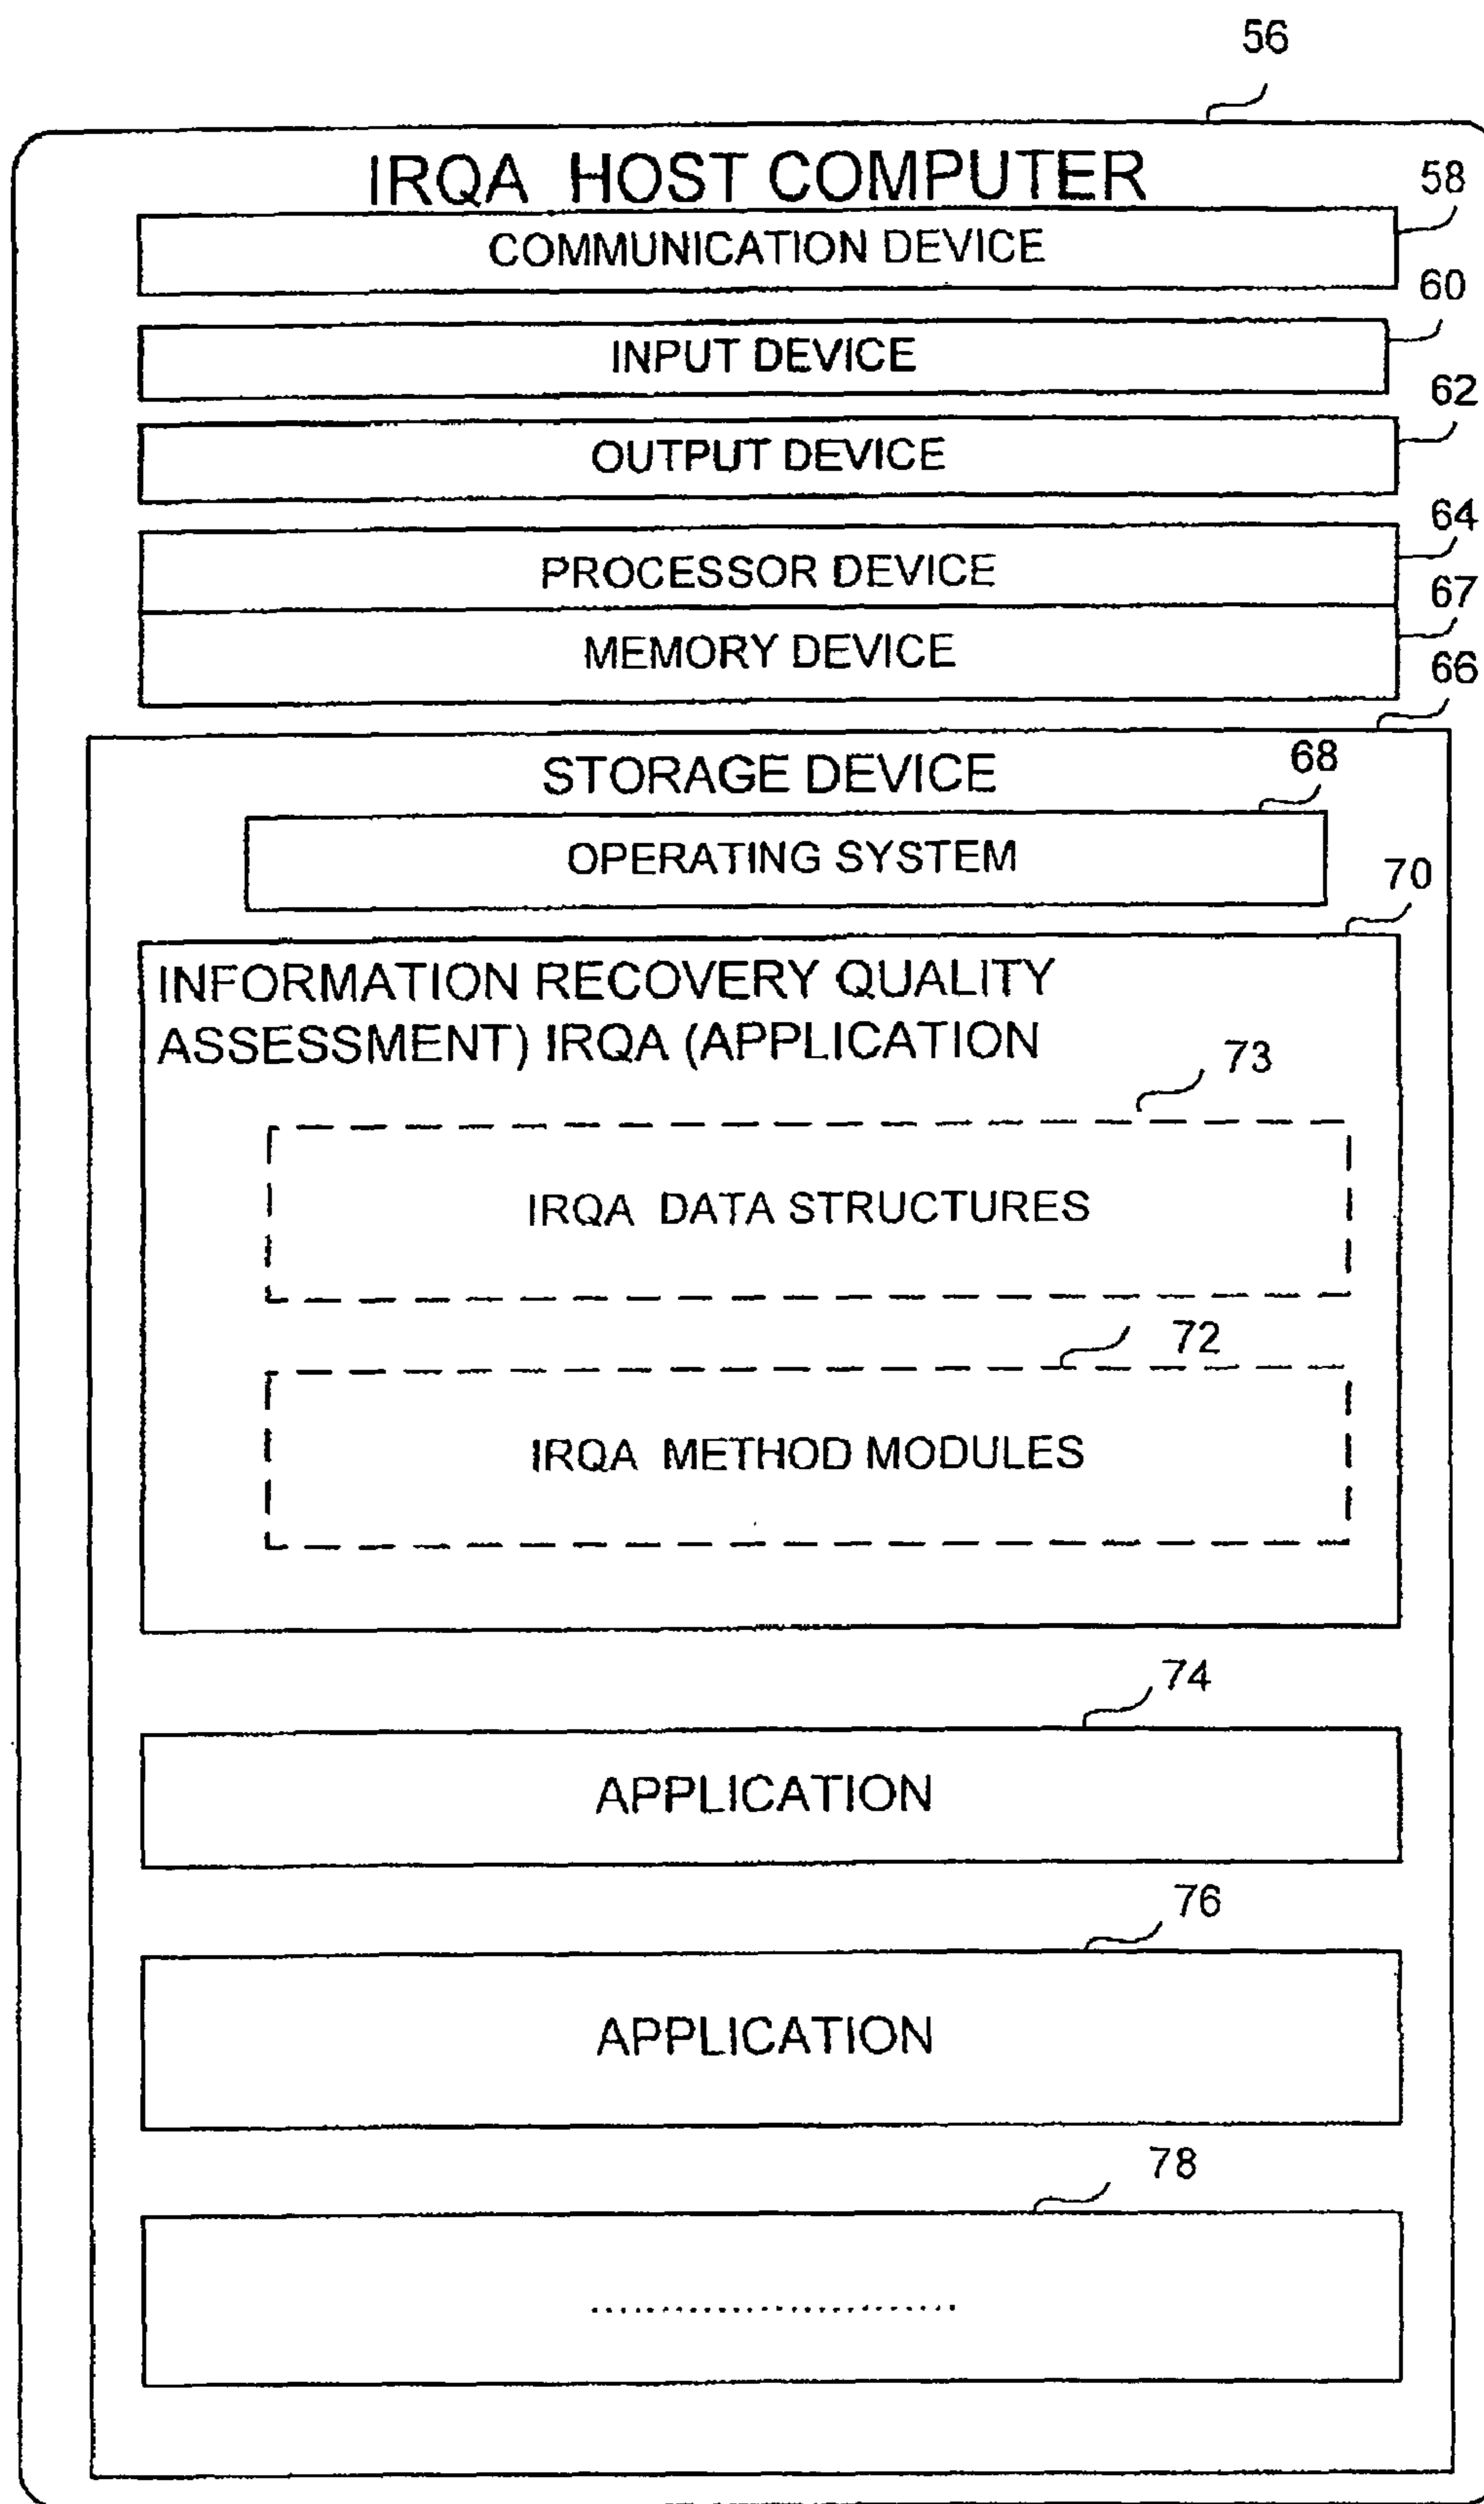 56
IRQA HOST COMPUTER
58
COMMUNICATION DEVICE
60
INPUT DEVICE
62
OUTPUT DEVICE
64
PROCESSOR DEVICE
67
MEMORY DEVICE
66
STORAGE DEVICE
68
OPERATING SYSTEM
70
INFORMATION RECOVERY QUALITY
ASSESSMENT) IRQA (APPLICATION
73
IRQA DATA STRUCTURES
72
IRQA METHOD MODULES
74
APPLICATION
76
APPLICATION
78
........................